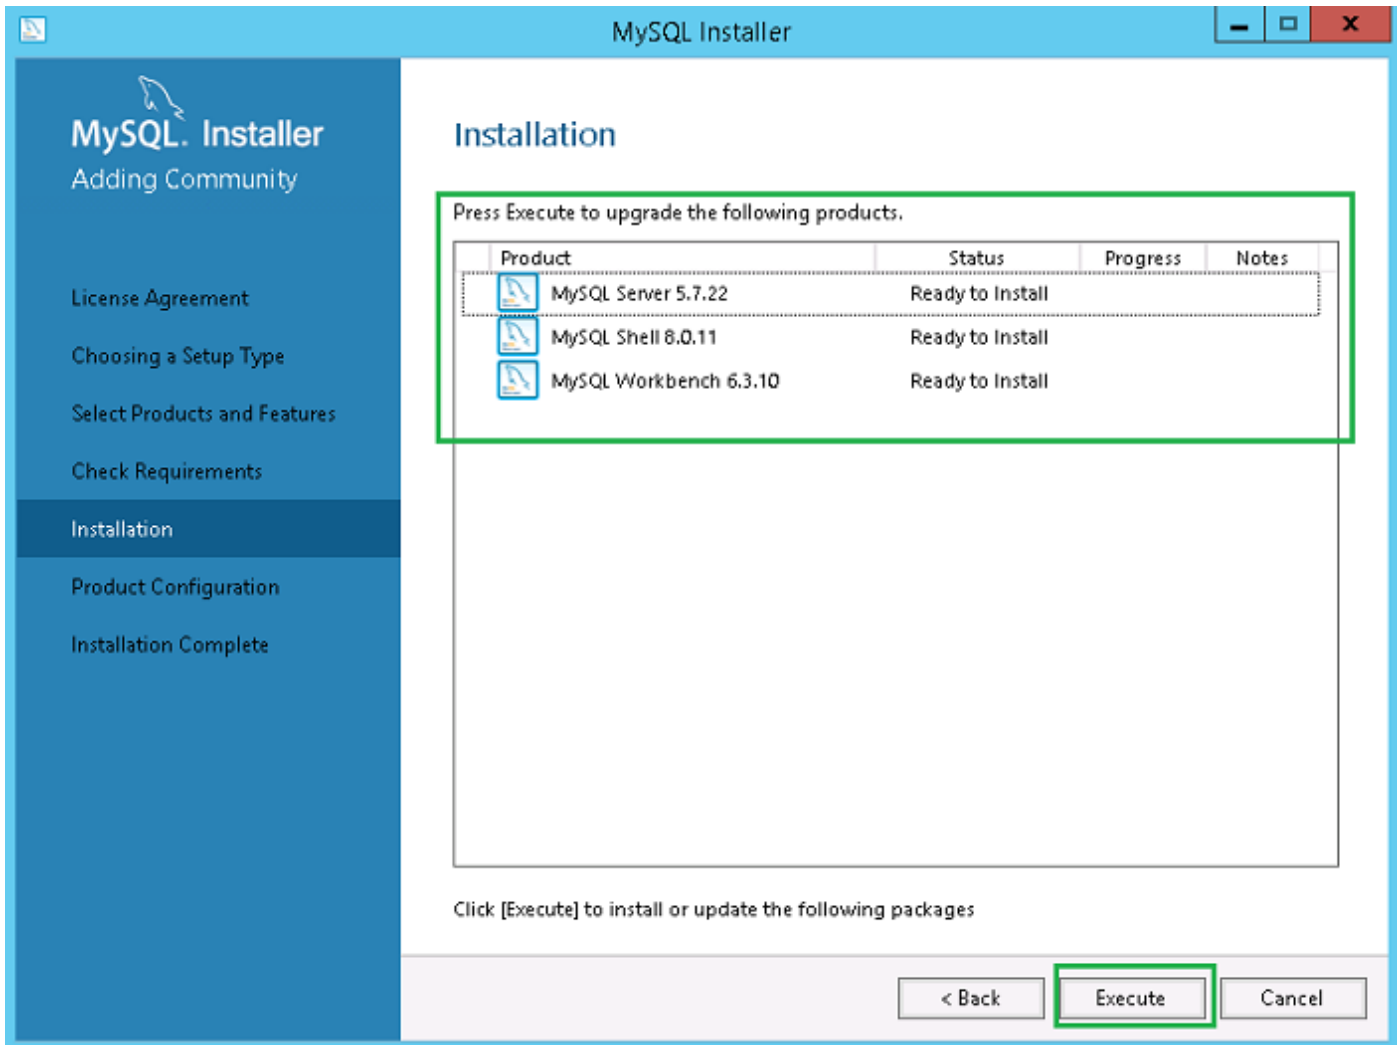 MySQL Installer
MySQL. Installer
Adding Community
License Agreement
Choosing a Setup Type
Select Products and Features
Check Requirements
Installation
Product Configuration
Installation Complete
Installation
Press Execute to upgrade the following products.
Product Status Progress Notes
MySQL Server 5.7.22 Ready to Install
MySQL Shell 8.0.11 Ready to Install
MySQL Workbench 6.3.10 Ready to Install
Click [Execute] to install or update the following packages
< Back Execute Cancel